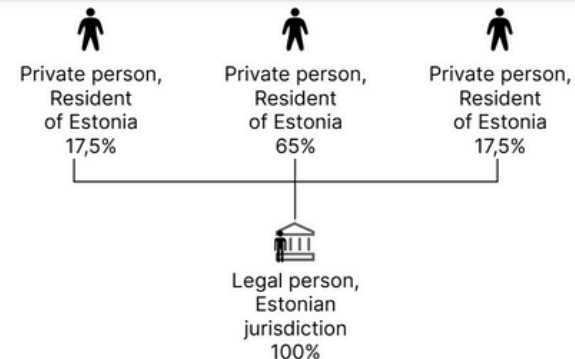 Private person,
Resident
of Estonia
17,5%
Private person,
Resident
of Estonia
65%
Private person,
Resident
of Estonia
17,5%
Legal person,
Estonian
jurisdiction
100%